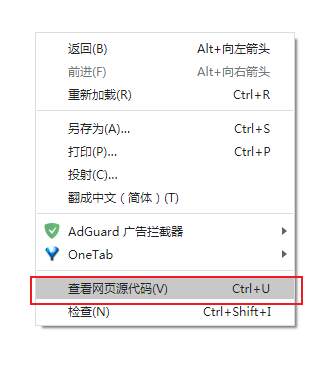 返回(B) Alt+向左箭头
前进(F) Alt+向右箭头
重新加载(R) Ctrl+R
另存为(A)... Ctrl+S
打印(P)... Ctrl+P
投射(C)...
翻成中文（简体）(T)
AdGuard 广告拦截器
OneTab
查看网页源代码(V) Ctrl+U
检查(N) Ctrl+Shift+I